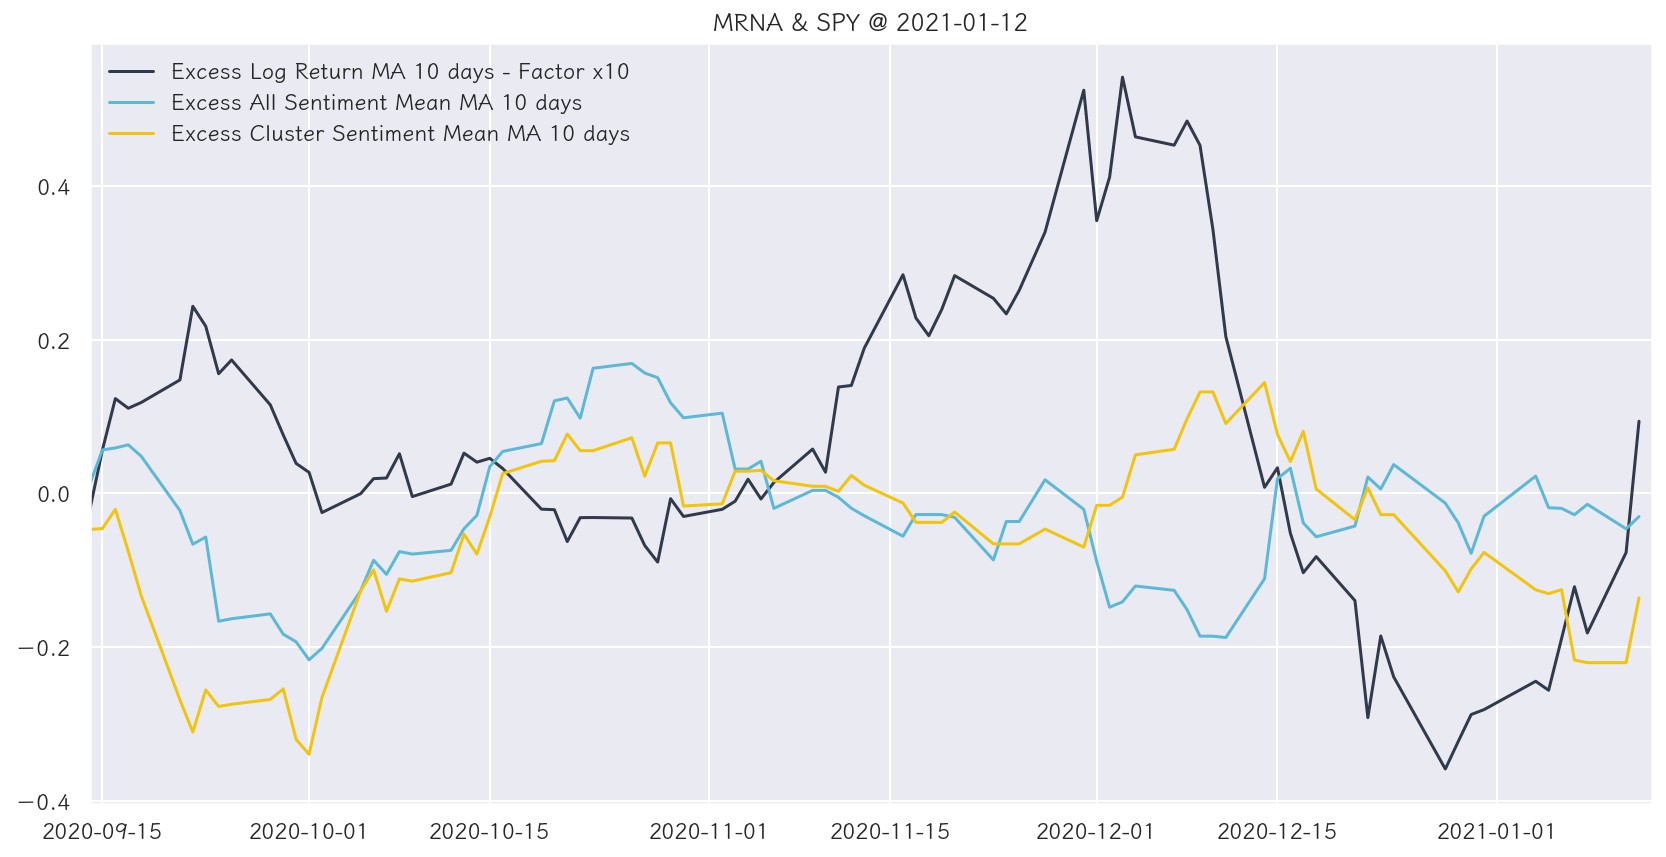 MRNA & SPY @ 2021-01-12
Excess Log Return MA 10 days - Factor x10
Excess All Sentiment Mean MA 10 days
Excess Cluster Sentiment Mean MA 10 days
0.4
0.2
0.0
−0.2
−0.4
2020-09-15 2020-10-01 2020-10-15 2020-11-01 2020-11-15 2020-12-01 2020-12-15 2021-01-01